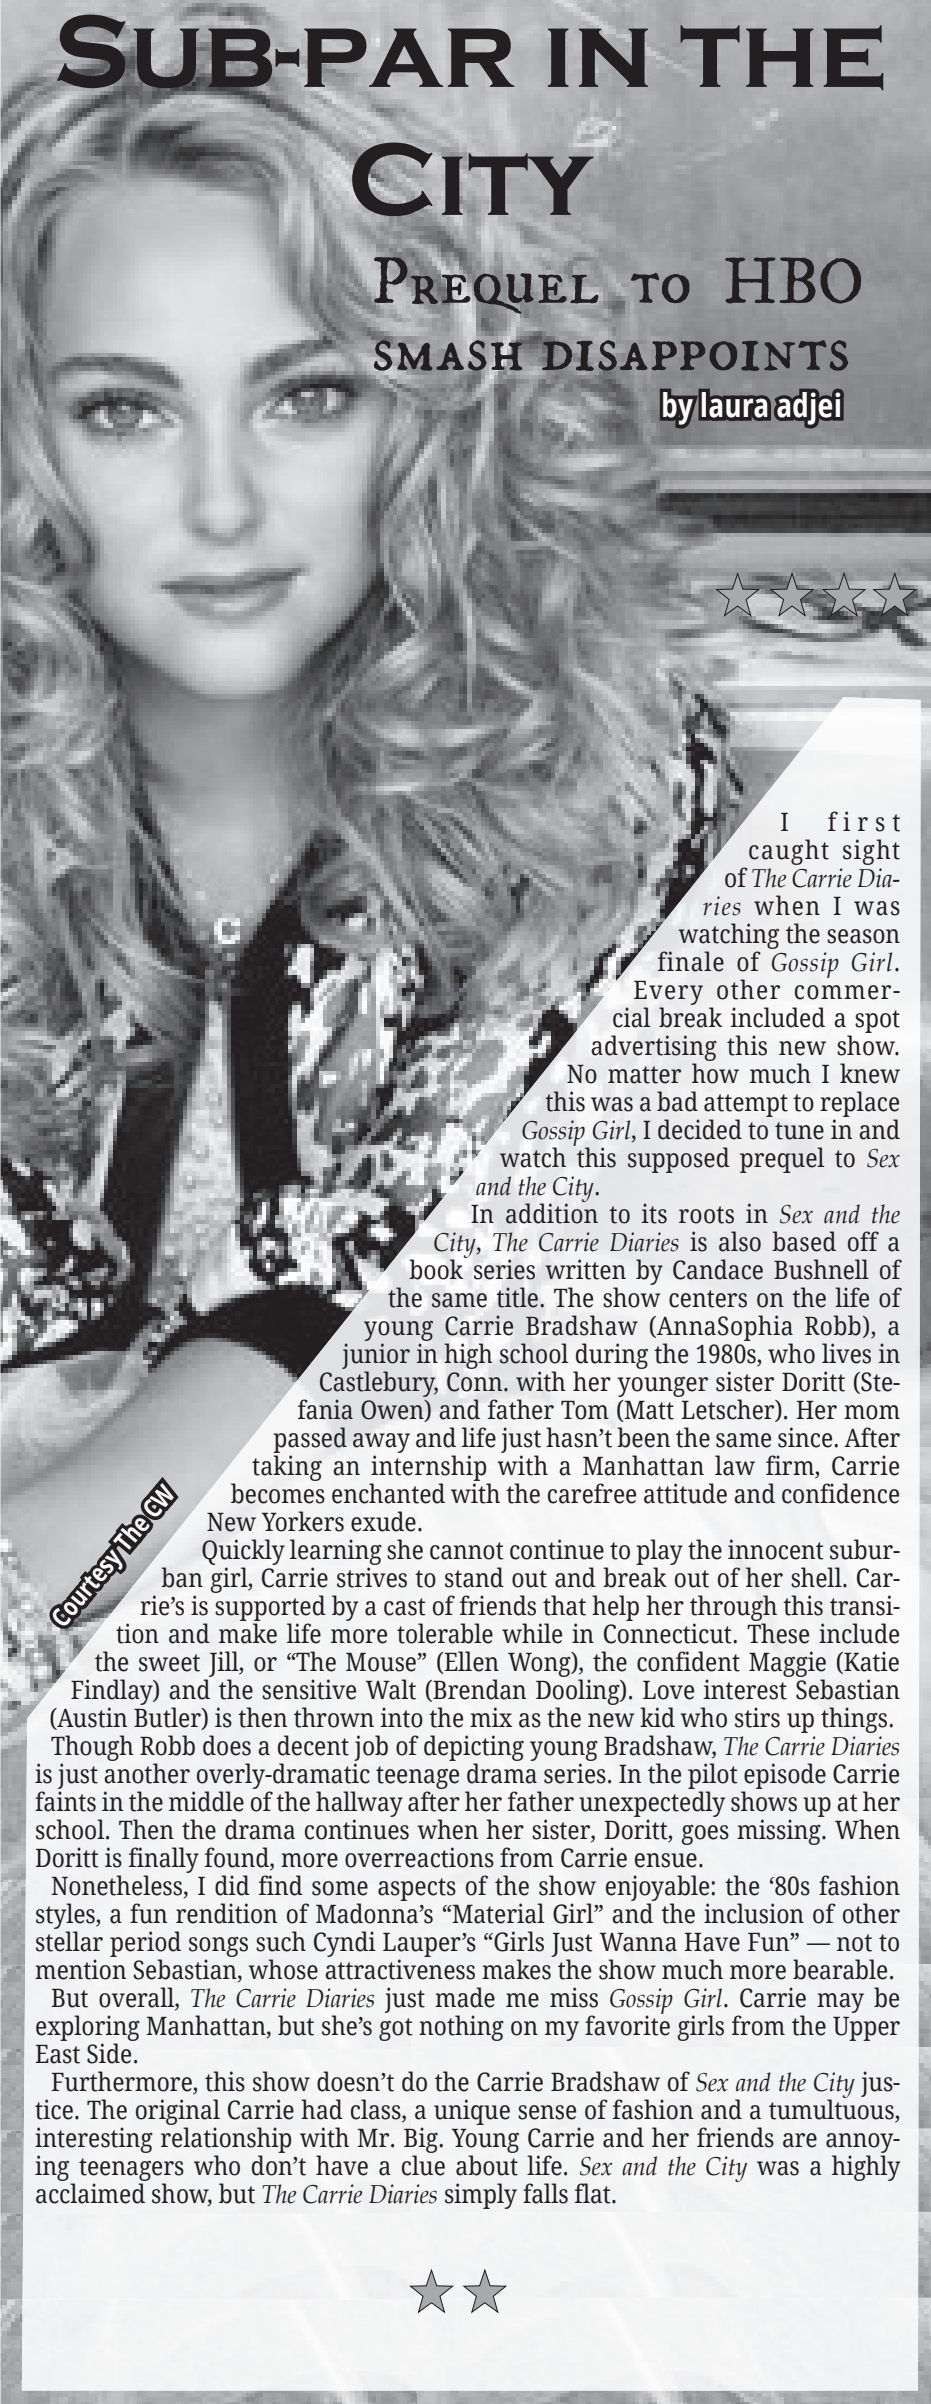 SUB-PAR IN THE
CITY
PREQUEL TO HBO
SMASH DISAPPOINTS
by laura adjei
C
I first
caught sight
of The Carrie Dia-
ries when I was
watching the season
finale of Gossip Girl.
Every other commer-
cial break included a spot
advertising this new show.
No matter how much I knew
this was a bad attempt to replace
Gossip Girl, I decided to tune in and
watch this supposed prequel to Sex
and the City.
In addition to its roots in Sex and the
City, The Carrie Diaries is also based off a
book series written by Candace Bushnell of
the same title. The show centers on the life of
young Carrie Bradshaw (AnnaSophia Robb), a
junior in high school during the 1980s, who lives in
Castlebury, Conn. with her younger sister Doritt (Ste-
fania Owen) and father Tom (Matt Letscher). Her mom
passed away and life just hasn’t been the same since. After
taking an internship with a Manhattan law firm, Carrie
becomes enchanted with the carefree attitude and confidence
New Yorkers exude.
Courtesy The CW
Quickly learning she cannot continue to play the innocent subur-
ban girl, Carrie strives to stand out and break out of her shell. Car-
rie’s is supported by a cast of friends that help her through this transi-
tion and make life more tolerable while in Connecticut. These include
the sweet Jill, or “The Mouse” (Ellen Wong), the confident Maggie (Katie
Findlay) and the sensitive Walt (Brendan Dooling). Love interest Sebastian
(Austin Butler) is then thrown into the mix as the new kid who stirs up things.
Though Robb does a decent job of depicting young Bradshaw, The Carrie Diaries
is just another overly-dramatic teenage drama series. In the pilot episode Carrie
faints in the middle of the hallway after her father unexpectedly shows up at her
school. Then the drama continues when her sister, Doritt, goes missing. When
Doritt is finally found, more overreactions from Carrie ensue.
Nonetheless, I did find some aspects of the show enjoyable: the ‘80s fashion
styles, a fun rendition of Madonna’s “Material Girl” and the inclusion of other
stellar period songs such Cyndi Lauper’s “Girls Just Wanna Have Fun” — not to
mention Sebastian, whose attractiveness makes the show much more bearable.
But overall, The Carrie Diaries just made me miss Gossip Girl. Carrie may be
exploring Manhattan, but she’s got nothing on my favorite girls from the Upper
East Side.
Furthermore, this show doesn’t do the Carrie Bradshaw of Sex and the City jus-
tice. The original Carrie had class, a unique sense of fashion and a tumultuous,
interesting relationship with Mr. Big. Young Carrie and her friends are annoy-
ing teenagers who don’t have a clue about life. Sex and the City was a highly
acclaimed show, but The Carrie Diaries simply falls flat.